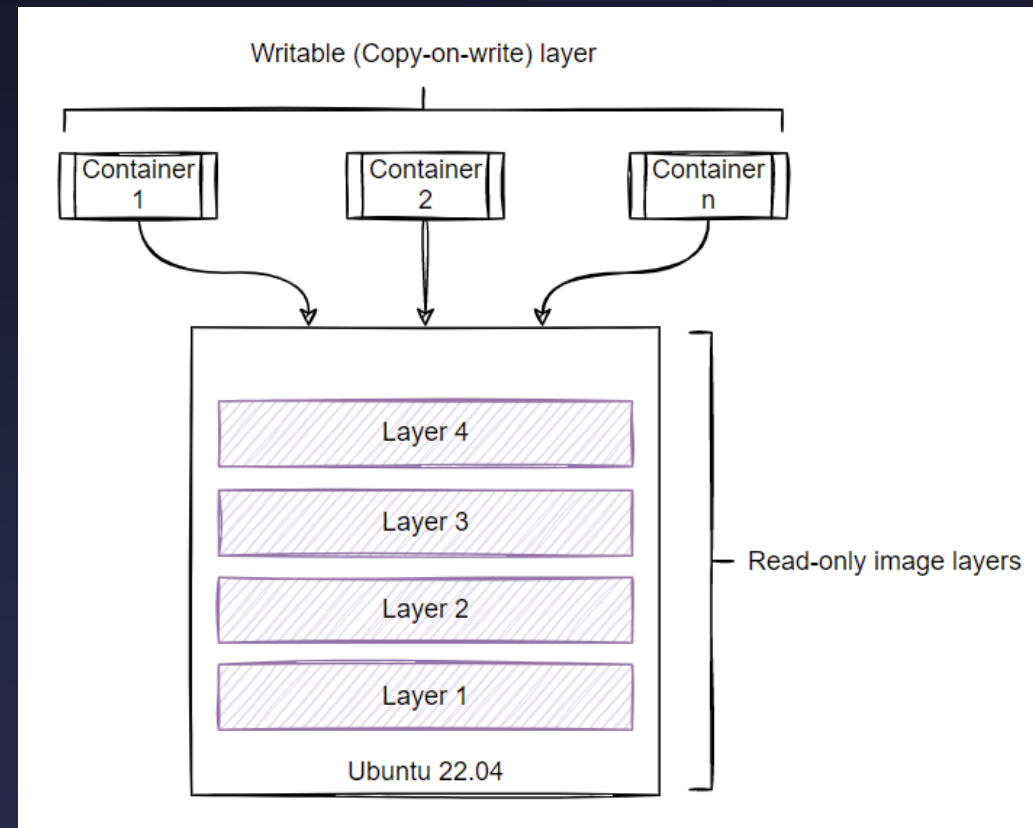 Writable (Copy-on-write) layer
Container
1
Container
2
Container
n
Layer 4
Layer 3
Layer 2
Layer 1
Ubuntu 22.04
Read-only image layers